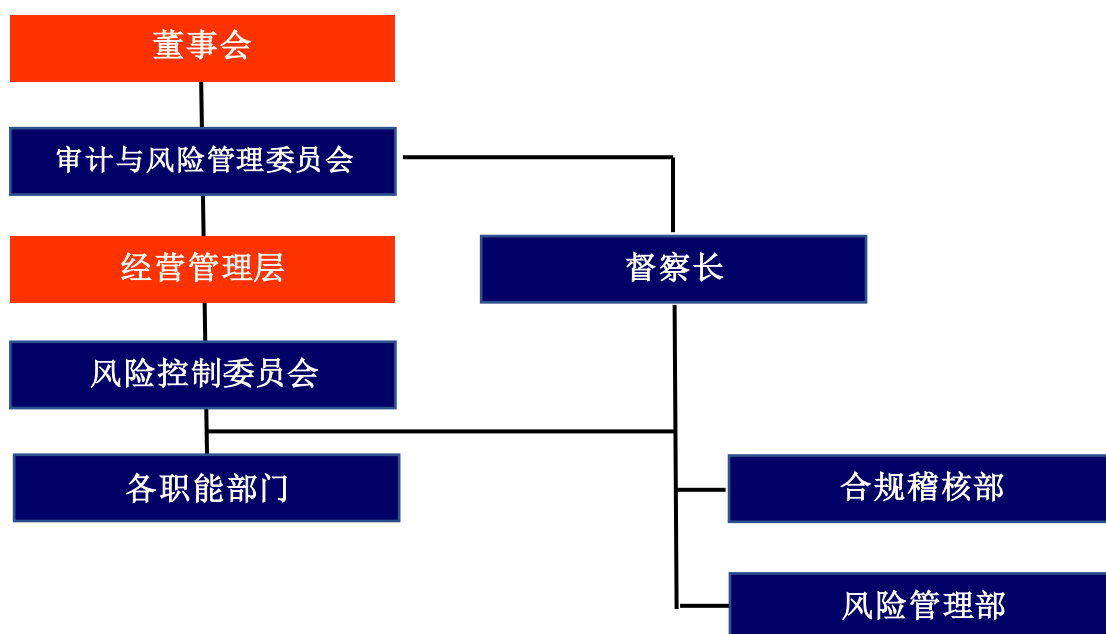 董事会
审计与风险管理委员会
经营管理层
督察长
风险控制委员会
各职能部门
合规稽核部
风险管理部